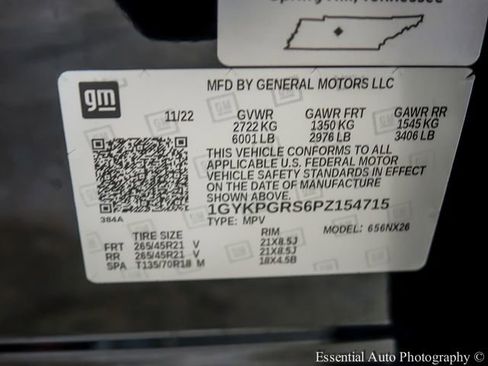 Springhill, Tennessee
gm
MFD BY GENERAL MOTORS LLC
11/22 GVWR GAWR FRT GAWR RR
2722 KG 1350 KG 1545 KG
6001 LB 2976 LB 3406 LB
THIS VEHICLE CONFORMS TO ALL
APPLICABLE U.S. FEDERAL MOTOR
VEHICLE SAFETY STANDARDS IN EFFECT
ON THE DATE OF MANUFACTURE
SHOWN ABOVE.
1GYKPGRS6PZ154715
384A
TYPE: MPV MODEL: 656NX26
TIRE SIZE RIM
FRT 265/45R21 V 21X8.5J
RR 265/45R21 V 21X8.5J
SPA T135/70R18 M 18X4.5B
Essential Auto Photography ©